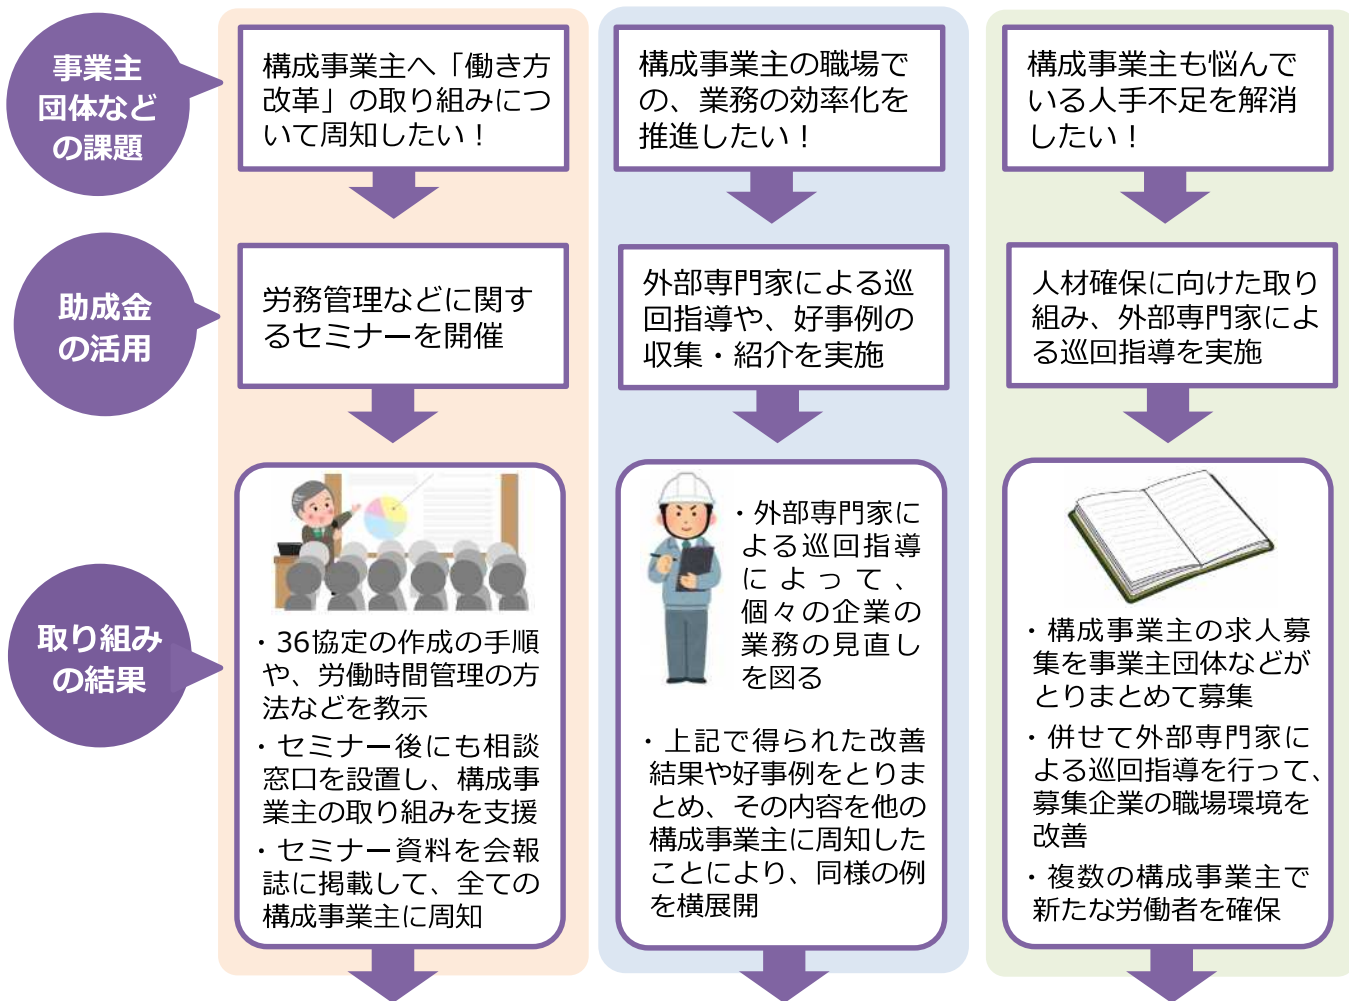 事業主
団体など
の課題
構成事業主へ「働き方
改革」の取り組みにつ
いて周知したい！
構成事業主の職場で
の、業務の効率化を
推進したい！
構成事業主も悩んで
いる人手不足を解消
したい！
助成金
の活用
労務管理などに関す
るセミナーを開催
外部専門家による巡
回指導や、好事例の
収集・紹介を実施
人材確保に向けた取り
組み、外部専門家によ
る巡回指導を実施
取り組み
の結果
・36協定の作成の手順
や、労働時間管理の方
法などを教示
・セミナー後にも相談
窓口を設置し、構成事
業主の取り組みを支援
・セミナー資料を会報
誌に掲載して、全ての
構成事業主に周知
・外部専門家に
よる巡回指導
によって、
個々の企業の
業務の見直し
を図る
・上記で得られた改善
結果や好事例をとりま
とめ、その内容を他の
構成事業主に周知した
ことにより、同様の例
を横展開
・構成事業主の求人募
集を事業主団体などが
とりまとめて募集
・併せて外部専門家に
よる巡回指導を行って、
募集企業の職場環境を
改善
・複数の構成事業主で
新たな労働者を確保